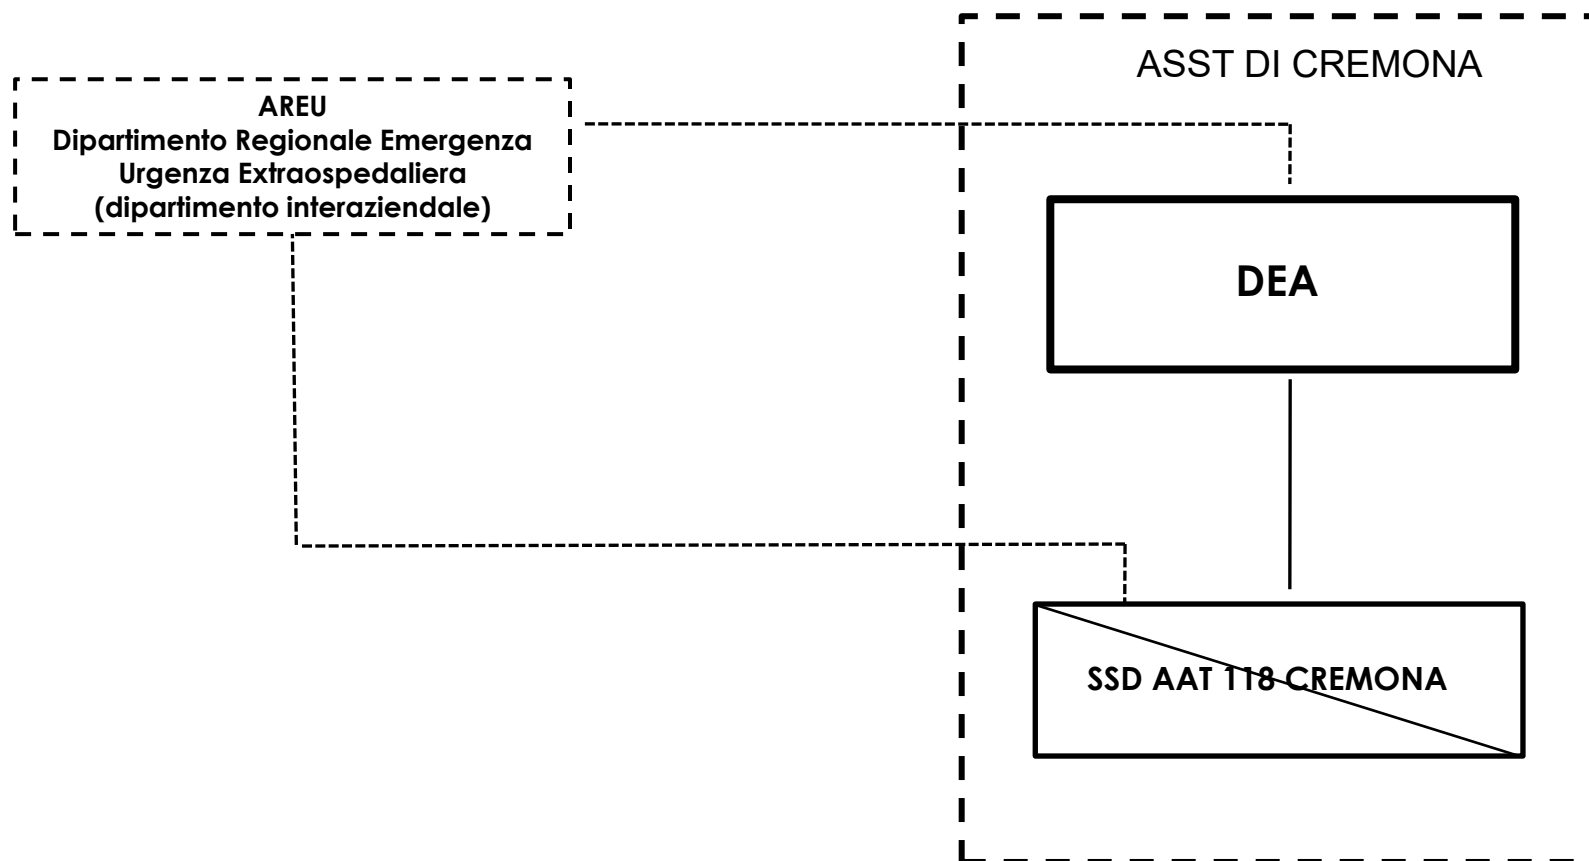 ASST DI CREMONA
AREU
Dipartimento Regionale Emergenza
Urgenza Extraospedaliera
(dipartimento interaziendale)
DEA
SSD AAT 118 CREMONA